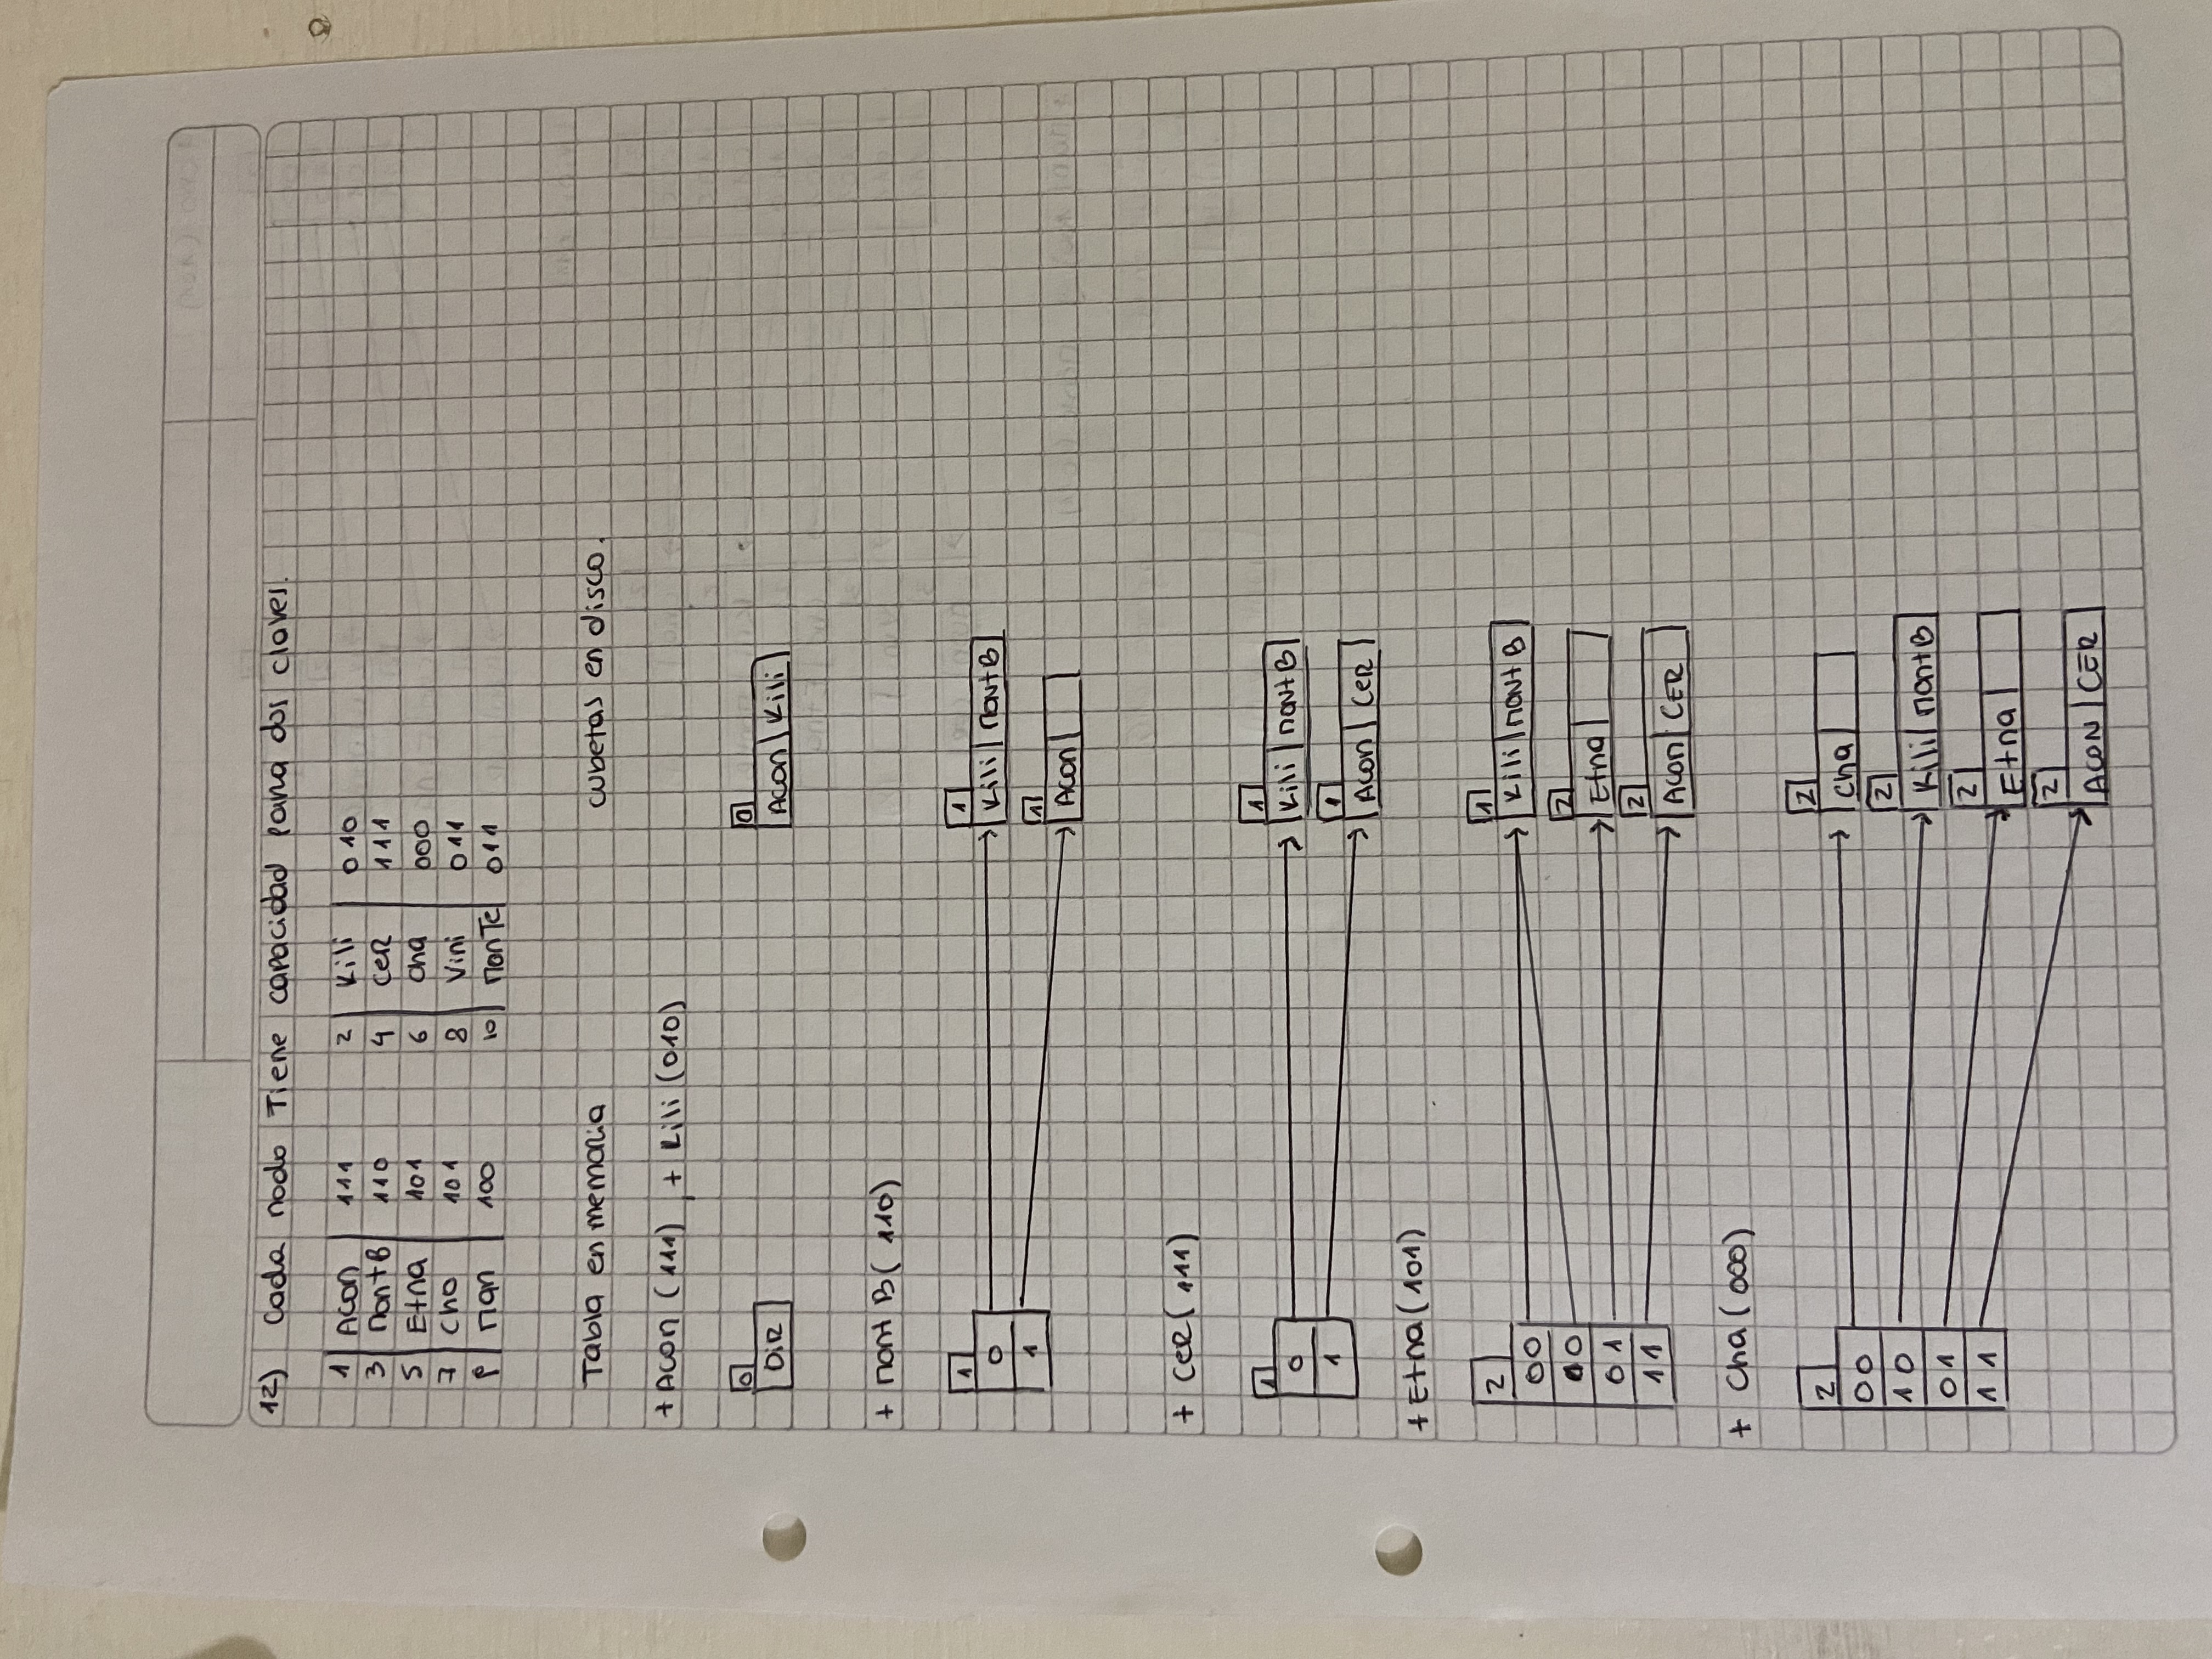 12) Cada nodo Tiene capacidad para dos claves.
1 Acon 111 2 Kili 010
3 MontB 110 4 CER 111
5 Etna 101 6 Cha 000
7 Cho 101 8 Vini 011
9 Man 100 10 MonTe 011
Tabla en memoria cubetas en disco.
+ Acon (111) , + Kili (010)
0 0
DiR Acon Kili
+ Mont B (110)
1 1
0 Kili MontB
1 1
Acon
+ CER (111)
1 1
0 Kili MontB
1 1
Acon CER
+ Etna (101)
2 1
00 Kili MontB
10 2
01 Etna
11 2
Acon CER
+ Cha (000)
2 2
00 Cha
10 2
01 Kili MontB
11 2
Etna
2
ACON CER